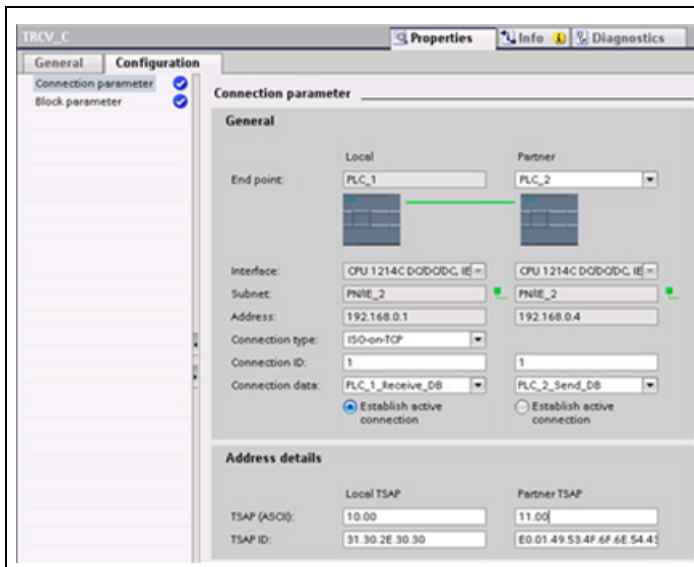 TRCV_C
Properties Info Diagnostics
General Configuration
Connection parameter
Block parameter
Connection parameter
General
Local Partner
End point: PLC_1 PLC_2
Interface: CPU 1214C DC/DC/DC, IE CPU 1214C DC/DC/DC, IE
Subnet: PN/IE_2 PN/IE_2
Address: 192.168.0.1 192.168.0.4
Connection type: ISO-on-TCP
Connection ID: 1 1
Connection data: PLC_1_Receive_DB PLC_2_Send_DB
Establish active Establish active
connection connection
Address details
Local TSAP Partner TSAP
TSAP (ASCII): 10.00 11.00
TSAP ID: 31.30.2E.30.30 E0.01.49.53.4F.6F.6E.54.43